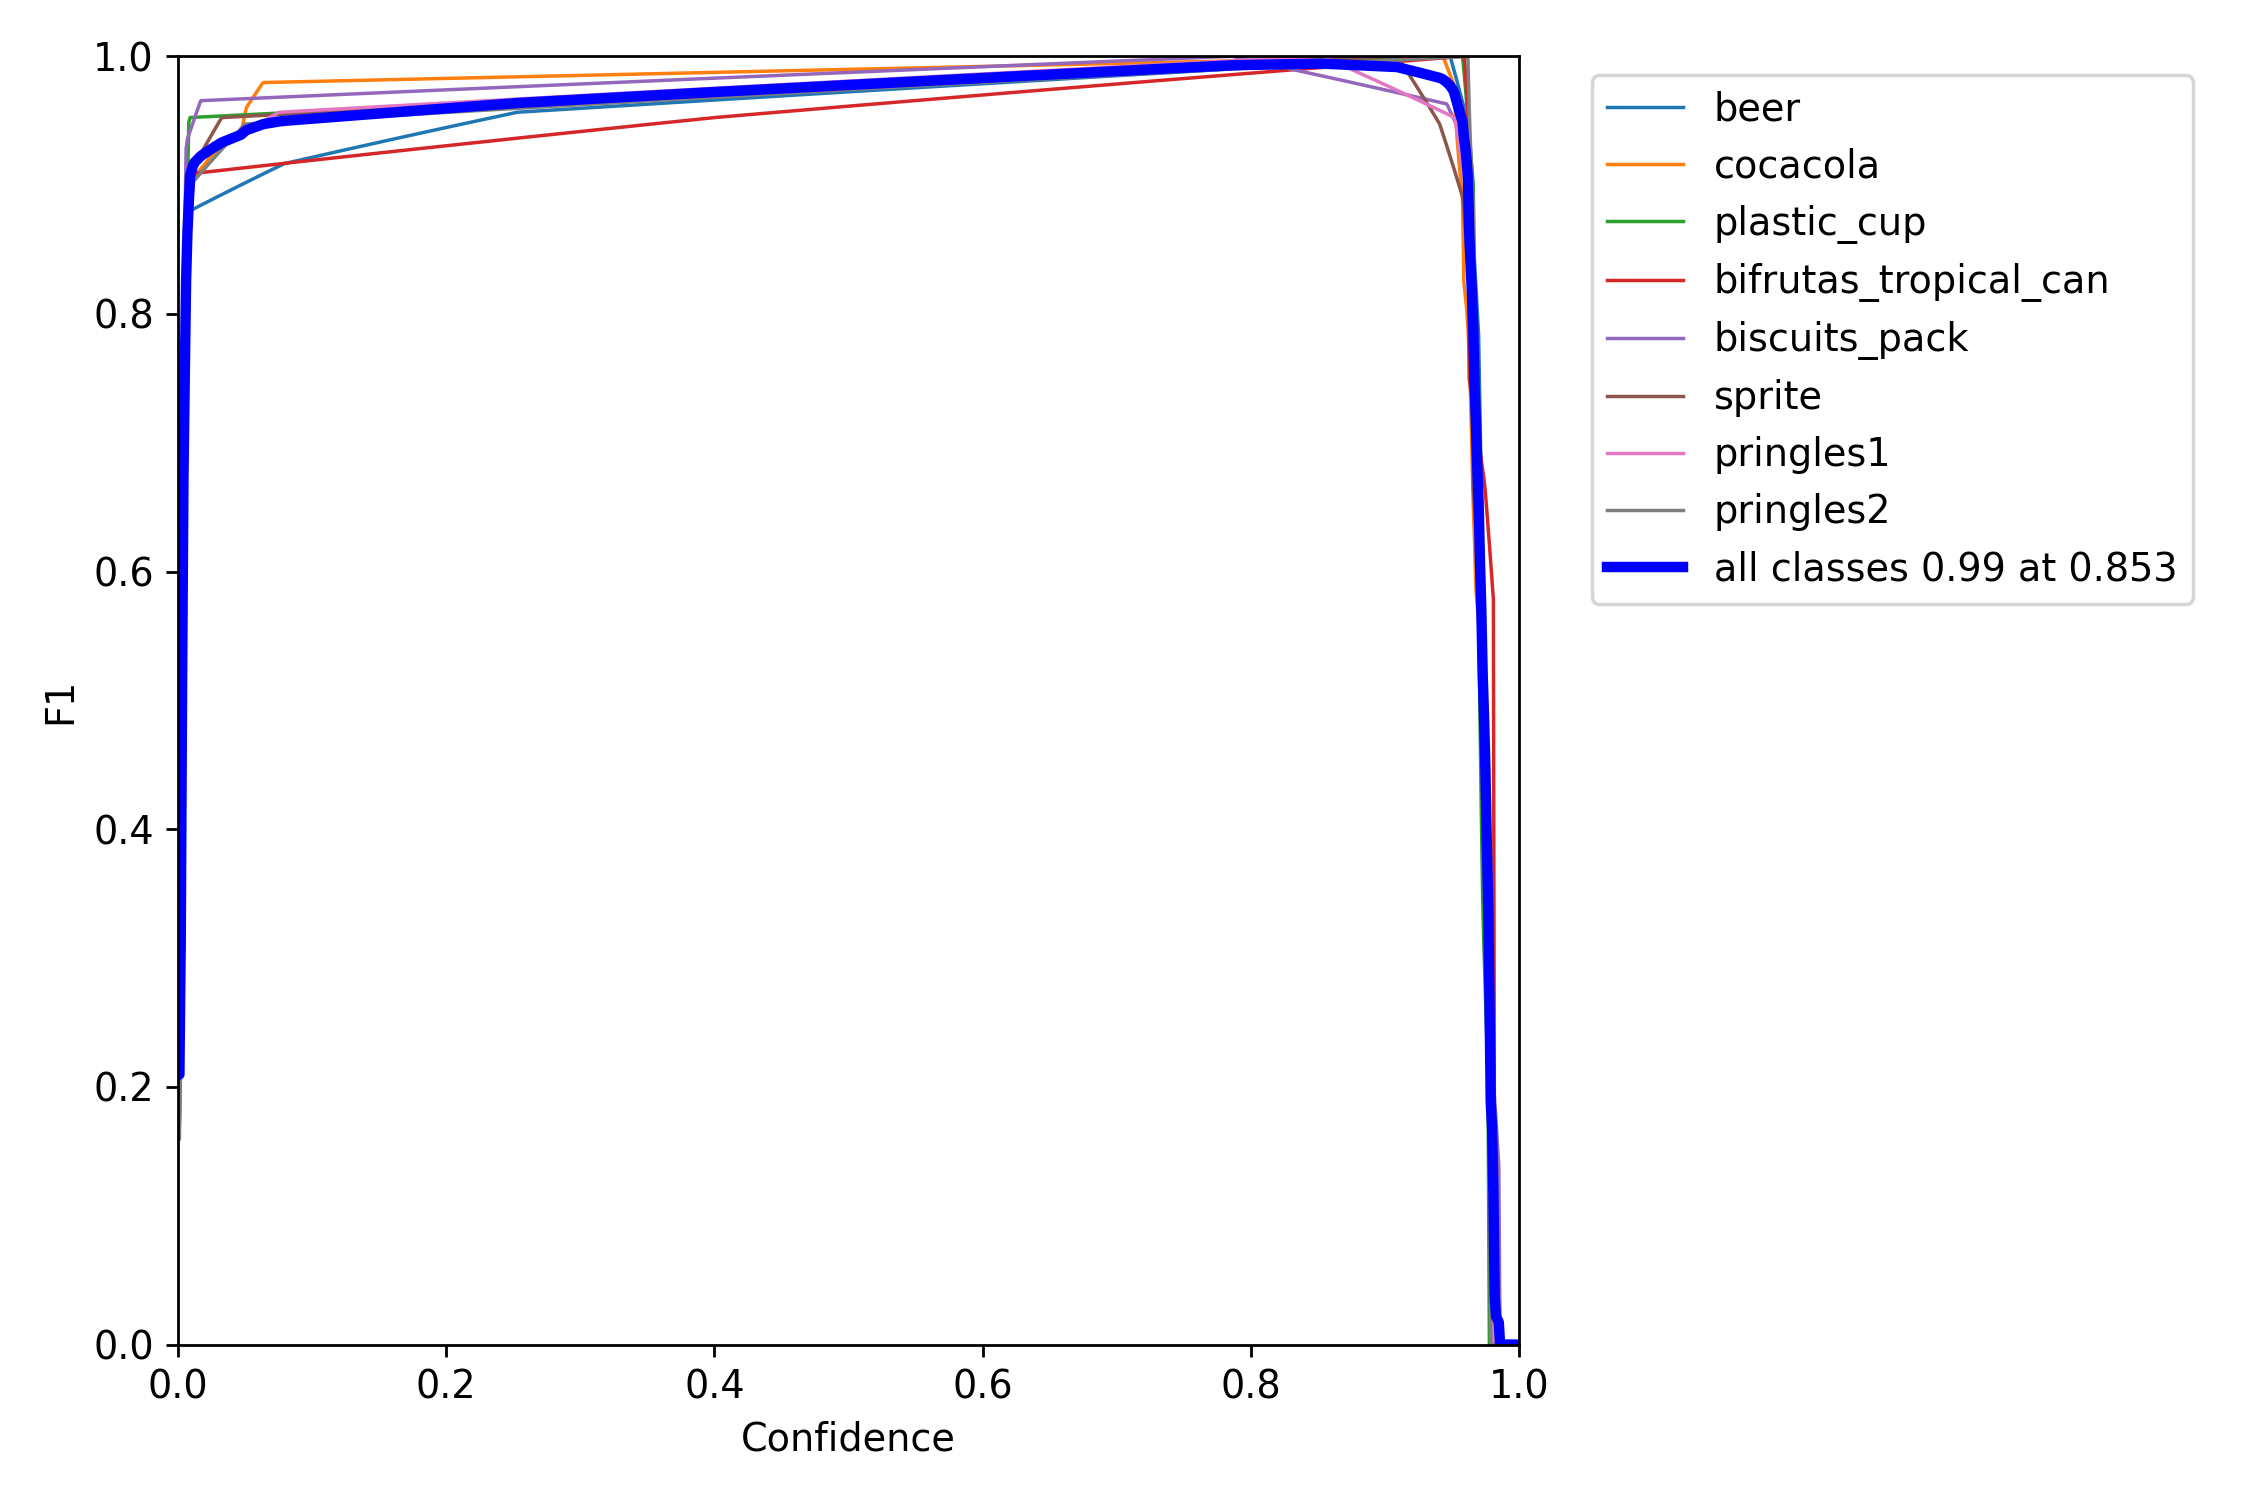 1.0
0.8
0.6
0.4
0.2
0.0
F1
0.0 0.2 0.4 0.6 0.8 1.0
Confidence
beer
cocacola
plastic_cup
bifrutas_tropical_can
biscuits_pack
sprite
pringles1
pringles2
all classes 0.99 at 0.853